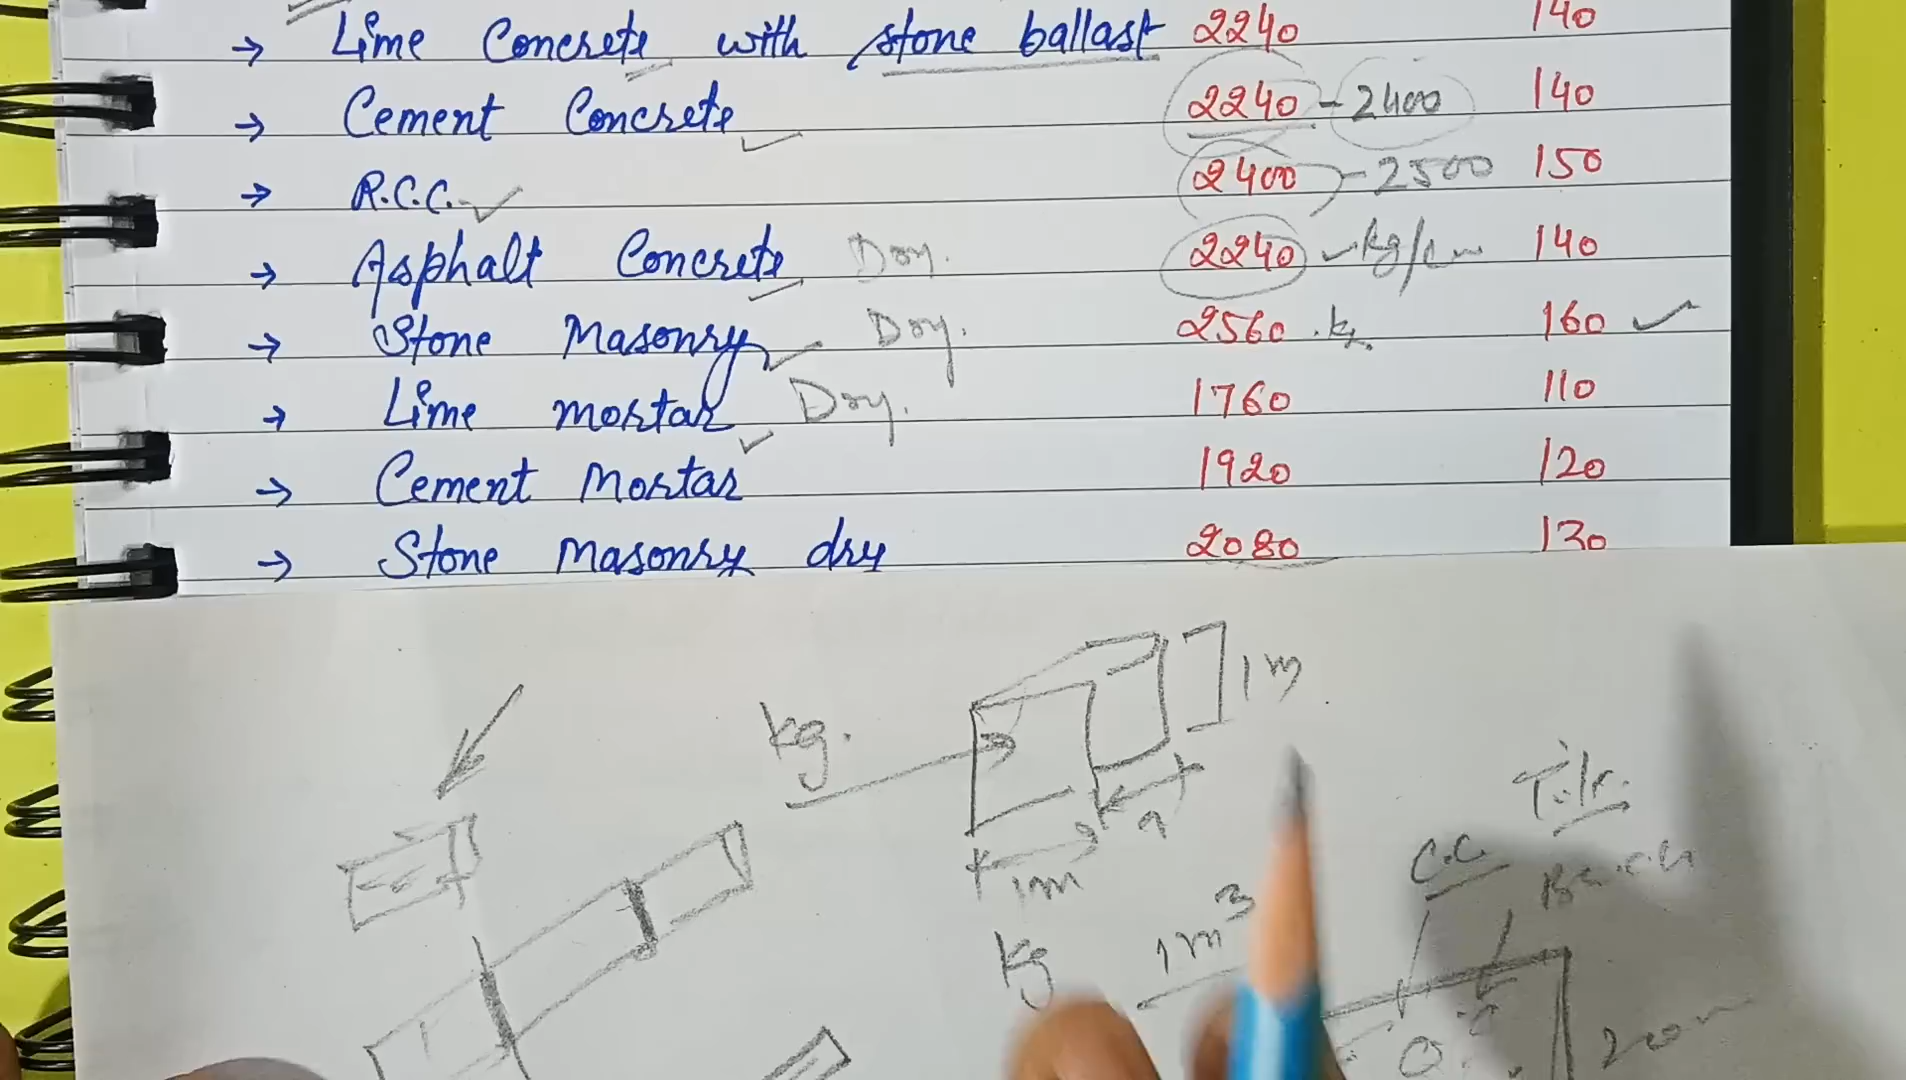 → Lime Concrete with stone ballast 2240 140
→ Cement Concrete 2240 - 2400 140
→ R.C.C. 2400 - 2500 150
→ Asphalt Concrete Dry. 2240 kg/cum 140
→ Stone Masonry Dry. 2560 .kg. 160
→ Lime mortar Dry. 1760 110
→ Cement Mortar 1920 120
→ Stone Masonry dry 2080 130
kg. 1m
1m
C.C.
kg 1m³